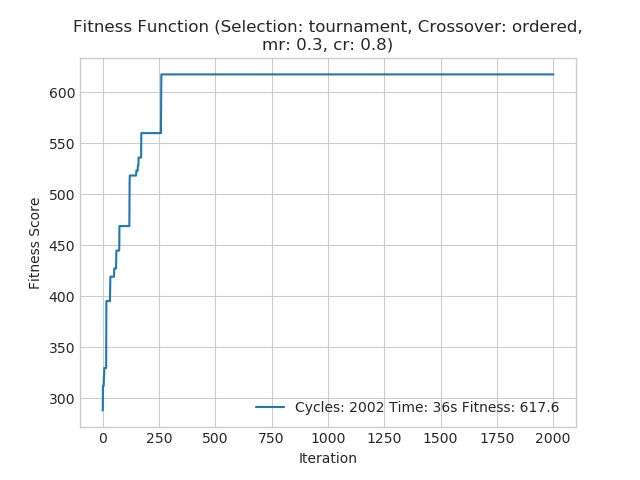 Fitness Function (Selection: tournament, Crossover: ordered,
mr: 0.3, cr: 0.8)
600
550
500
450
400
350
300
Fitness Score
Cycles: 2002 Time: 36s Fitness: 617.6
0 250 500 750 1000 1250 1500 1750 2000
Iteration